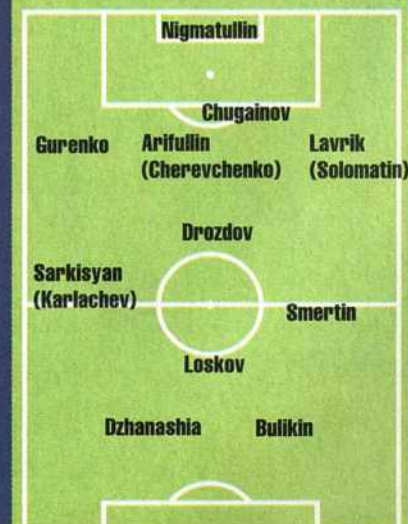 Nigmatullin
Chugainov
Gurenko
Arifullin
(Cherevchenko)
Lavrik
(Solomatin)
Drozdov
Sarkisyan
(Karlachev)
Smertin
Loskov
Dzhanashia
Bulikin